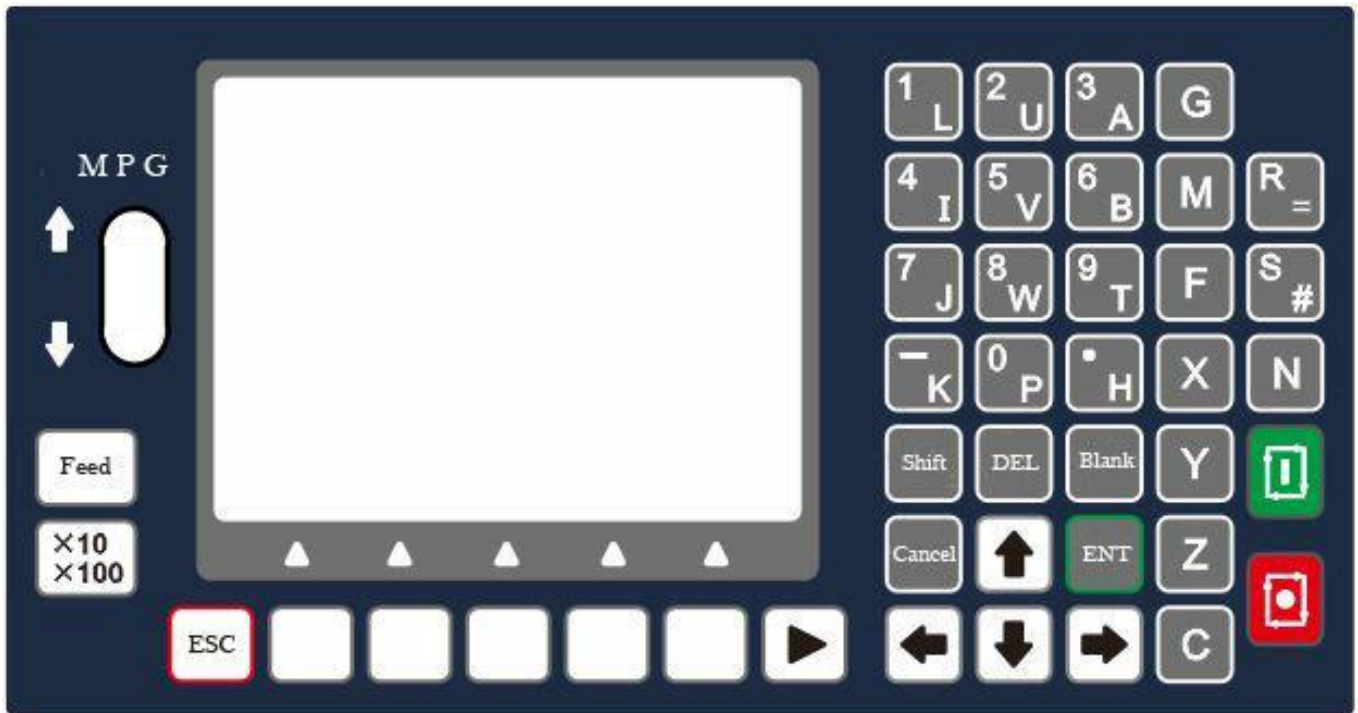 MPG
Feed
×10
×100
ESC
1 L
2 U
3 A
G
4 I
5 V
6 B
M
R =
7 J
8 W
9 T
F
S #
- K
0 P
. H
X
N
Shift
DEL
Blank
Y
Cancel
ENT
Z
C